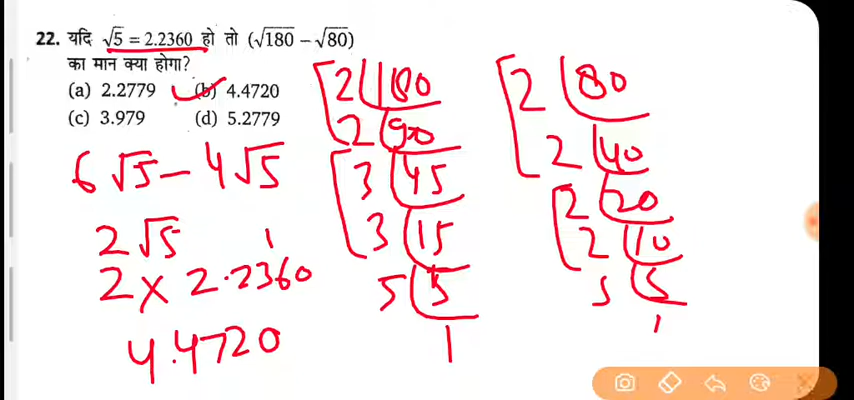 22. यदि √5 = 2.2360 हो तो (√180 – √80)
का मान क्या होगा?
(a) 2.2779 (b) 4.4720
(c) 3.979 (d) 5.2779
6√5 – 4√5
2√5
2 × 2.2360
1
4.4720
2 180
2 90
3 45
3 15
5 5
1
2 80
2 40
2 20
2 10
5 5
1